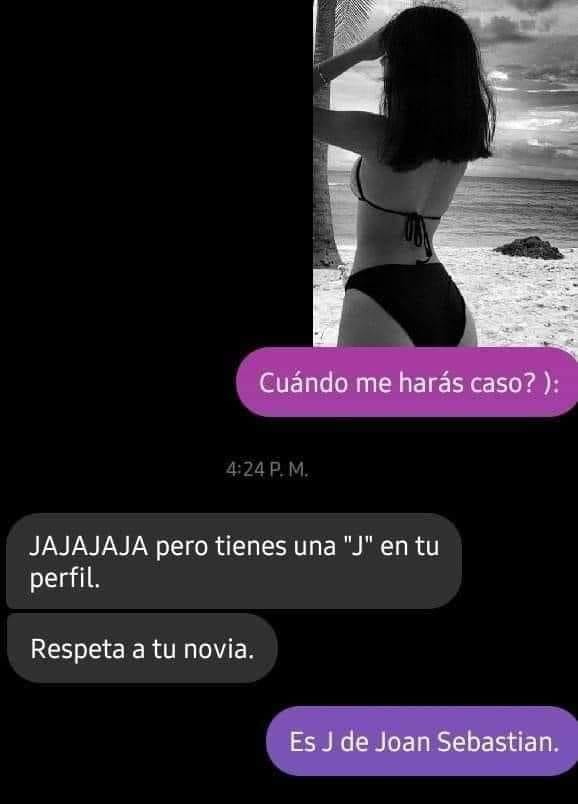 Cuándo me harás caso? ):
4:24 P. M.
JAJAJAJA pero tienes una "J" en tu
perfil.
Respeta a tu novia.
Es J de Joan Sebastian.